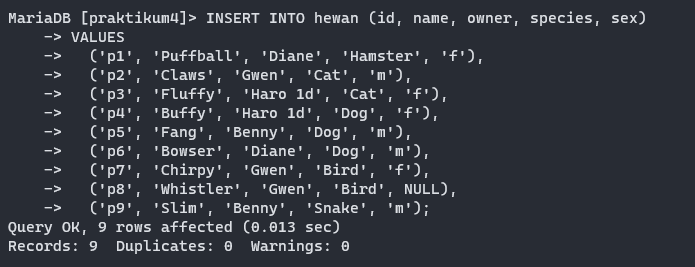 MariaDB [praktikum4]> INSERT INTO hewan (id, name, owner, species, sex)
    -> VALUES
    ->   ('p1', 'Puffball', 'Diane', 'Hamster', 'f'),
    ->   ('p2', 'Claws', 'Gwen', 'Cat', 'm'),
    ->   ('p3', 'Fluffy', 'Haro 1d', 'Cat', 'f'),
    ->   ('p4', 'Buffy', 'Haro 1d', 'Dog', 'f'),
    ->   ('p5', 'Fang', 'Benny', 'Dog', 'm'),
    ->   ('p6', 'Bowser', 'Diane', 'Dog', 'm'),
    ->   ('p7', 'Chirpy', 'Gwen', 'Bird', 'f'),
    ->   ('p8', 'Whistler', 'Gwen', 'Bird', NULL),
    ->   ('p9', 'Slim', 'Benny', 'Snake', 'm');
Query OK, 9 rows affected (0.013 sec)
Records: 9  Duplicates: 0  Warnings: 0